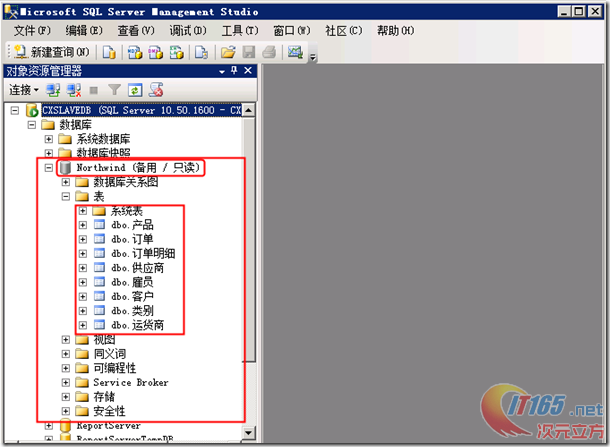 Microsoft SQL Server Management Studio
文件(F) 编辑(E) 查看(V) 调试(D) 工具(T) 窗口(W) 社区(C) 帮助(H)
新建查询(N)
对象资源管理器
连接
CXSLAVEDB (SQL Server 10.50.1600 - CX
数据库
系统数据库
数据库快照
Northwind (备用 / 只读)
数据库关系图
表
系统表
dbo.产品
dbo.订单
dbo.订单明细
dbo.供应商
dbo.雇员
dbo.客户
dbo.类别
dbo.运货商
视图
同义词
可编程性
Service Broker
存储
安全性
ReportServer
ReportServerTempDB
IT165.net
次元立方